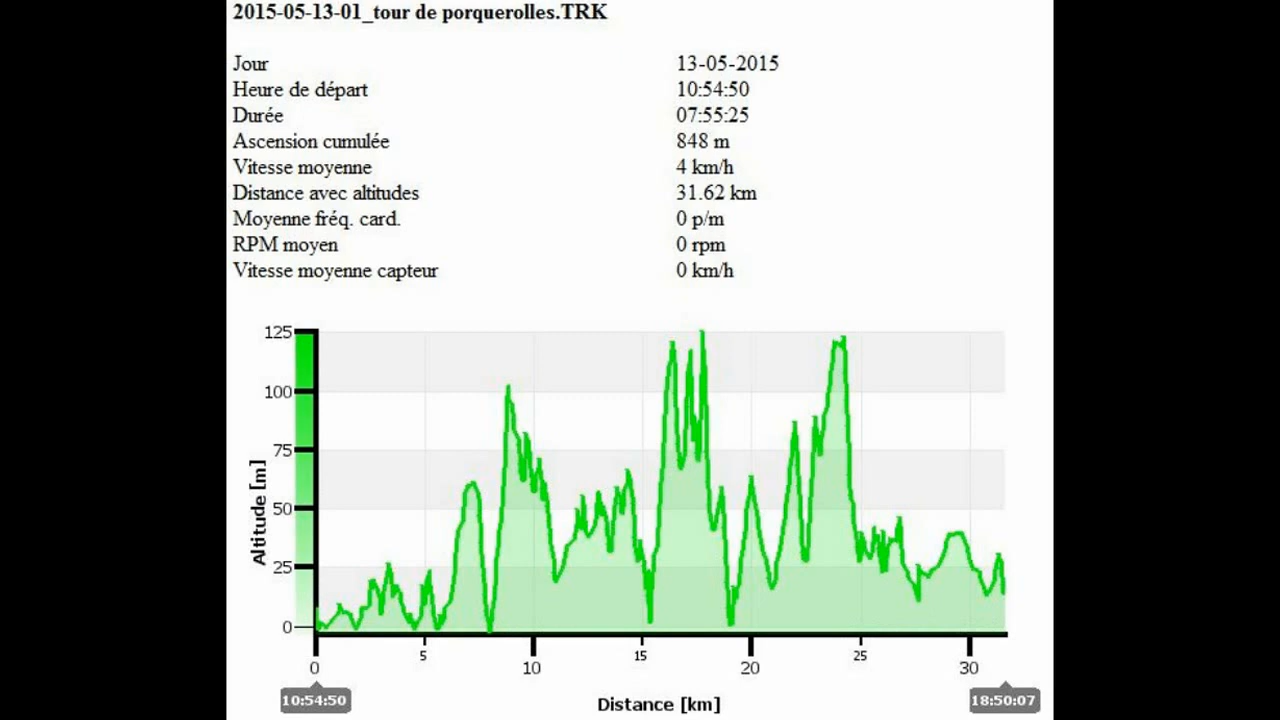 2015-05-13-01_tour de porquerolles.TRK
Jour 13-05-2015
Heure de départ 10:54:50
Durée 07:55:25
Ascension cumulée 848 m
Vitesse moyenne 4 km/h
Distance avec altitudes 31.62 km
Moyenne fréq. card. 0 p/m
RPM moyen 0 rpm
Vitesse moyenne capteur 0 km/h
125
100
75
50
25
0
Altitude [m]
0 5 10 15 20 25 30
10:54:50 Distance [km] 18:50:07